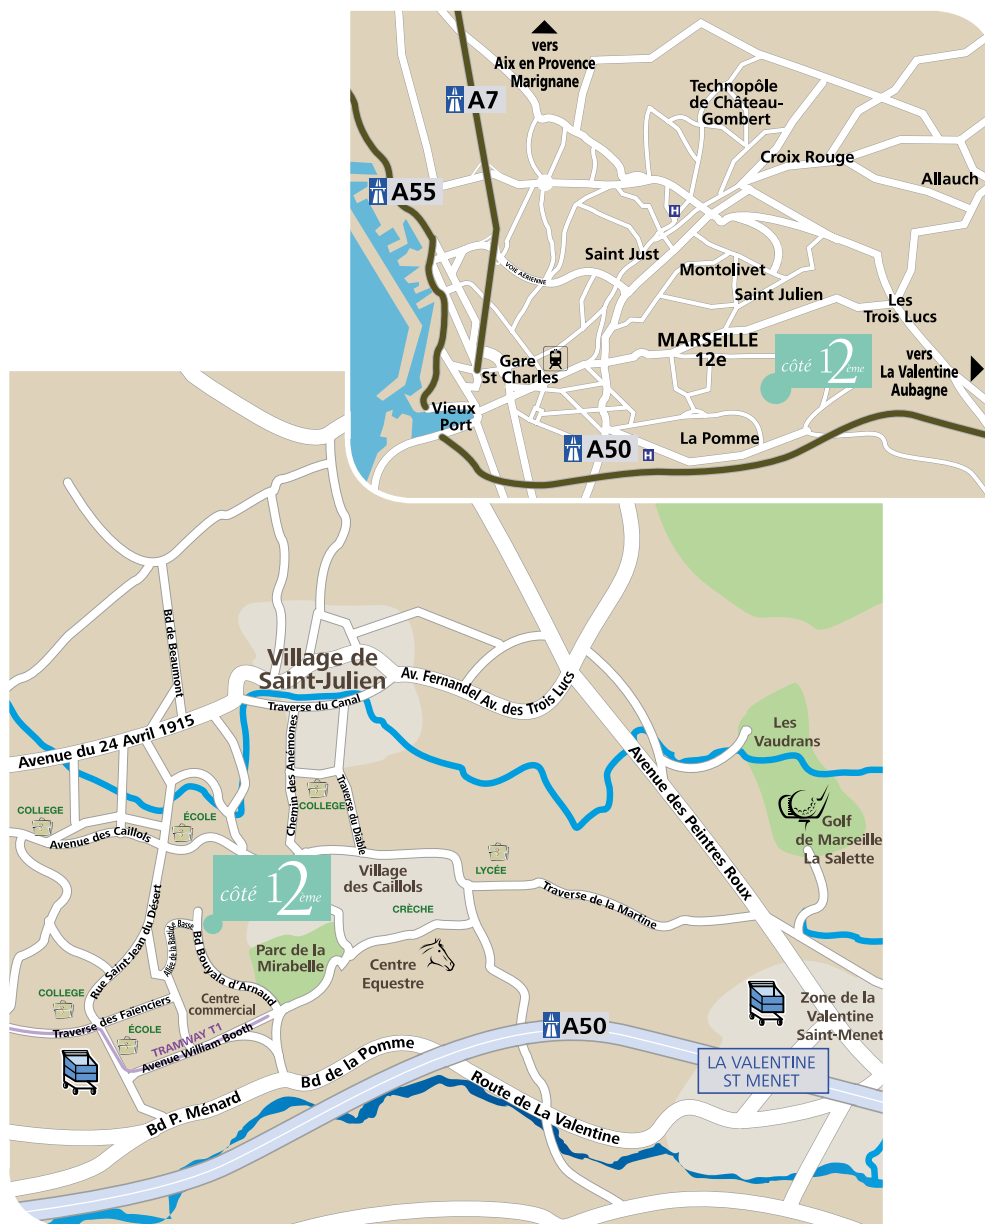 vers
Aix en Provence
Marignane
A7
Technopôle
de Château-
Gombert
Croix Rouge
Allauch
A55
H
Saint Just
VOIE AÉRIENNE
Montolivet
Saint Julien
Les
Trois Lucs
MARSEILLE
12e
Gare
St Charles
côté 12ème
vers
La Valentine
Aubagne
Vieux
Port
A50
H
La Pomme
Bd de Beaumont
Village de
Saint-Julien
Av. Fernandel Av. des Trois Lucs
Traverse du Canal
Avenue du 24 Avril 1915
Chemin des Anémones
Traverse du Diable
COLLEGE
Avenue des Peintres Roux
Les
Vaudrans
Golf
de Marseille
La Salette
COLLEGE
ÉCOLE
Avenue des Caillols
LYCÉE
Village
des Caillols
CRÈCHE
Traverse de la Martine
côté 12ème
Rue Saint-Jean du Désert
Allée de la Bastide Basse
Bd Bouyala d'Arnaud
Parc de la
Mirabelle
Centre
Equestre
COLLEGE
Traverse des Faïenciers
Centre
commercial
ÉCOLE
TRAMWAY T1
Avenue William Booth
Zone de la
Valentine
Saint-Menet
A50
LA VALENTINE
ST MENET
Bd P. Ménard
Bd de la Pomme
Route de La Valentine